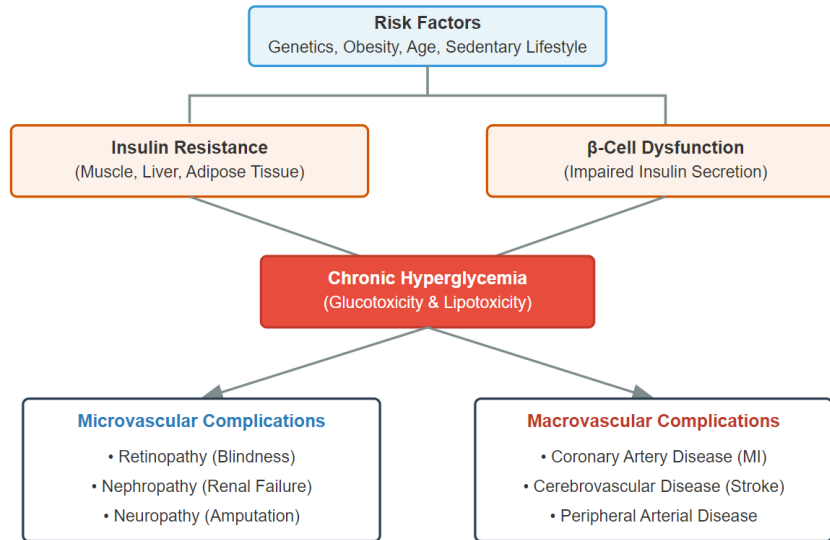 Risk Factors
Genetics, Obesity, Age, Sedentary Lifestyle
Insulin Resistance
(Muscle, Liver, Adipose Tissue)
β-Cell Dysfunction
(Impaired Insulin Secretion)
Chronic Hyperglycemia
(Glucotoxicity & Lipotoxicity)
Microvascular Complications
• Retinopathy (Blindness)
• Nephropathy (Renal Failure)
• Neuropathy (Amputation)
Macrovascular Complications
• Coronary Artery Disease (MI)
• Cerebrovascular Disease (Stroke)
• Peripheral Arterial Disease